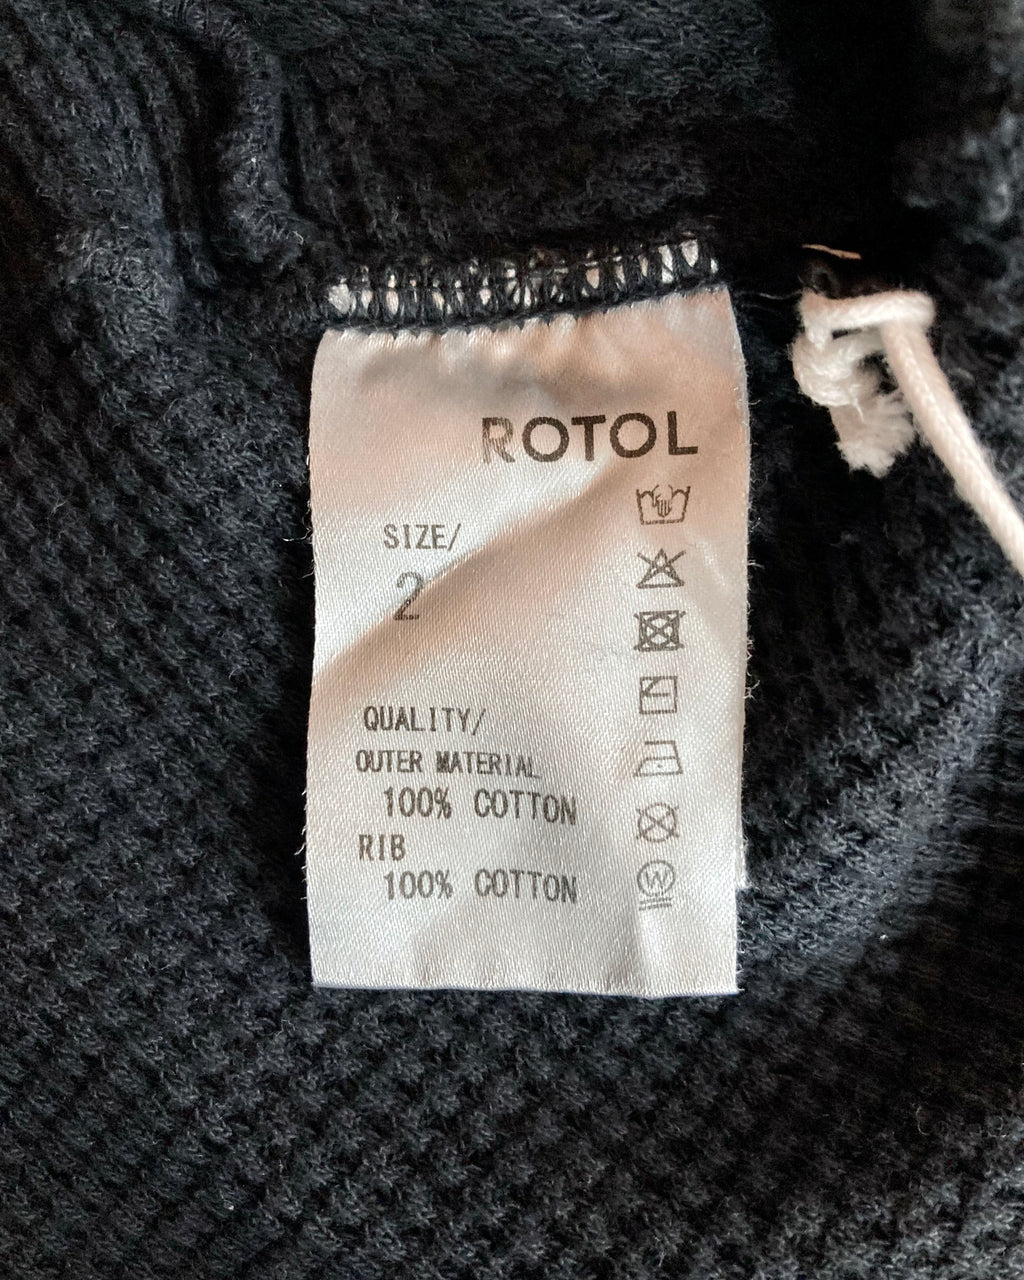 ROTOL
SIZE/
2
QUALITY/
OUTER MATERIAL
100% COTTON
RIB
100% COTTON
W